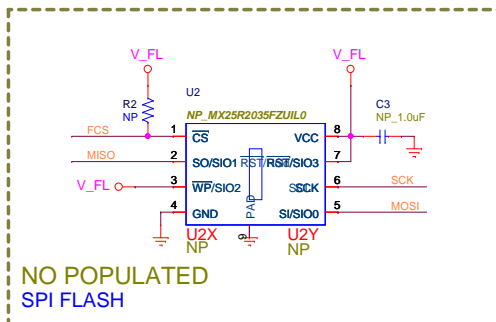 V_FL
V_FL
U2
R2
NP
NP_MX25R2035FZUIL0
C3
NP_1.0uF
FCS
1
CS
VCC
8
MISO
2
SO/SIO1
RST/SIO3
7
V_FL
3
WP/SIO2
SCK
6
SCK
4
GND
SI/SIO0
5
MOSI
PAD
9
U2X
NP
U2Y
NP
NO POPULATED
SPI FLASH